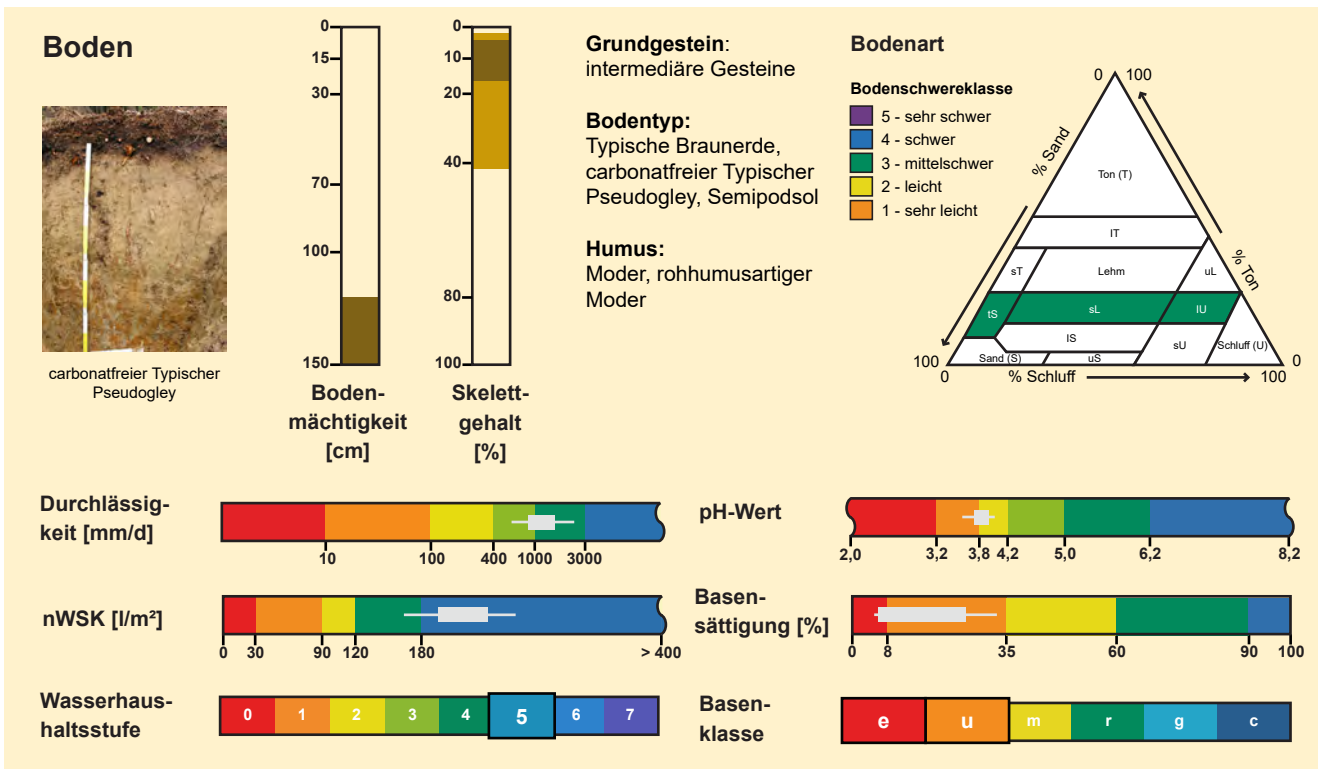 Boden
carbonatfreier Typischer
Pseudogley
0
15
30
70
100
150
Boden-
mächtigkeit
[cm]
0
10
20
40
80
100
Skelett-
gehalt
[%]
Grundgestein:
intermediäre Gesteine
Bodentyp:
Typische Braunerde,
carbonatfreier Typischer
Pseudogley, Semipodsol
Humus:
Moder, rohhumusartiger
Moder
Bodenart
Bodenschwereklasse
5 - sehr schwer
4 - schwer
3 - mittelschwer
2 - leicht
1 - sehr leicht
0 100
% Sand
% Ton
Ton (T)
lT
sT Lehm uL
tS sL lU
lS
Sand (S) uS sU Schluff (U)
100 0
0 % Schluff 100
Durchlässig-
keit [mm/d]
10 100 400 1000 3000
nWSK [l/m²]
0 30 90 120 180 > 400
Wasserhaus-
haltsstufe
0 1 2 3 4 5 6 7
pH-Wert
2,0 3,2 3,8 4,2 5,0 6,2 8,2
Basen-
sättigung [%]
0 8 35 60 90 100
Basen-
klasse
e u m r g c